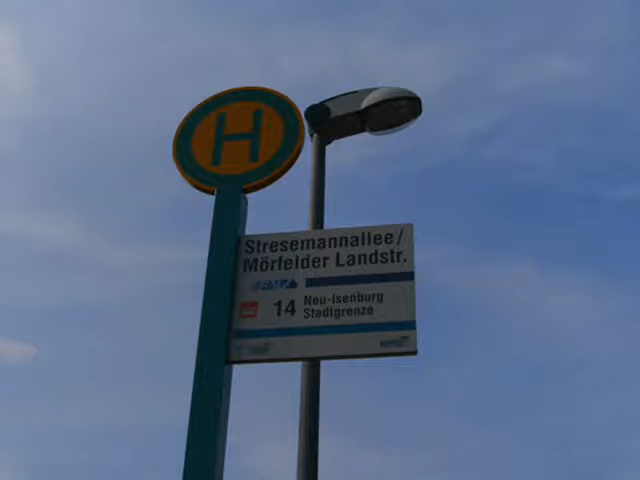 H
Stresemannallee/
Mörfelder Landstr.
14 Neu-Isenburg
Stadtgrenze